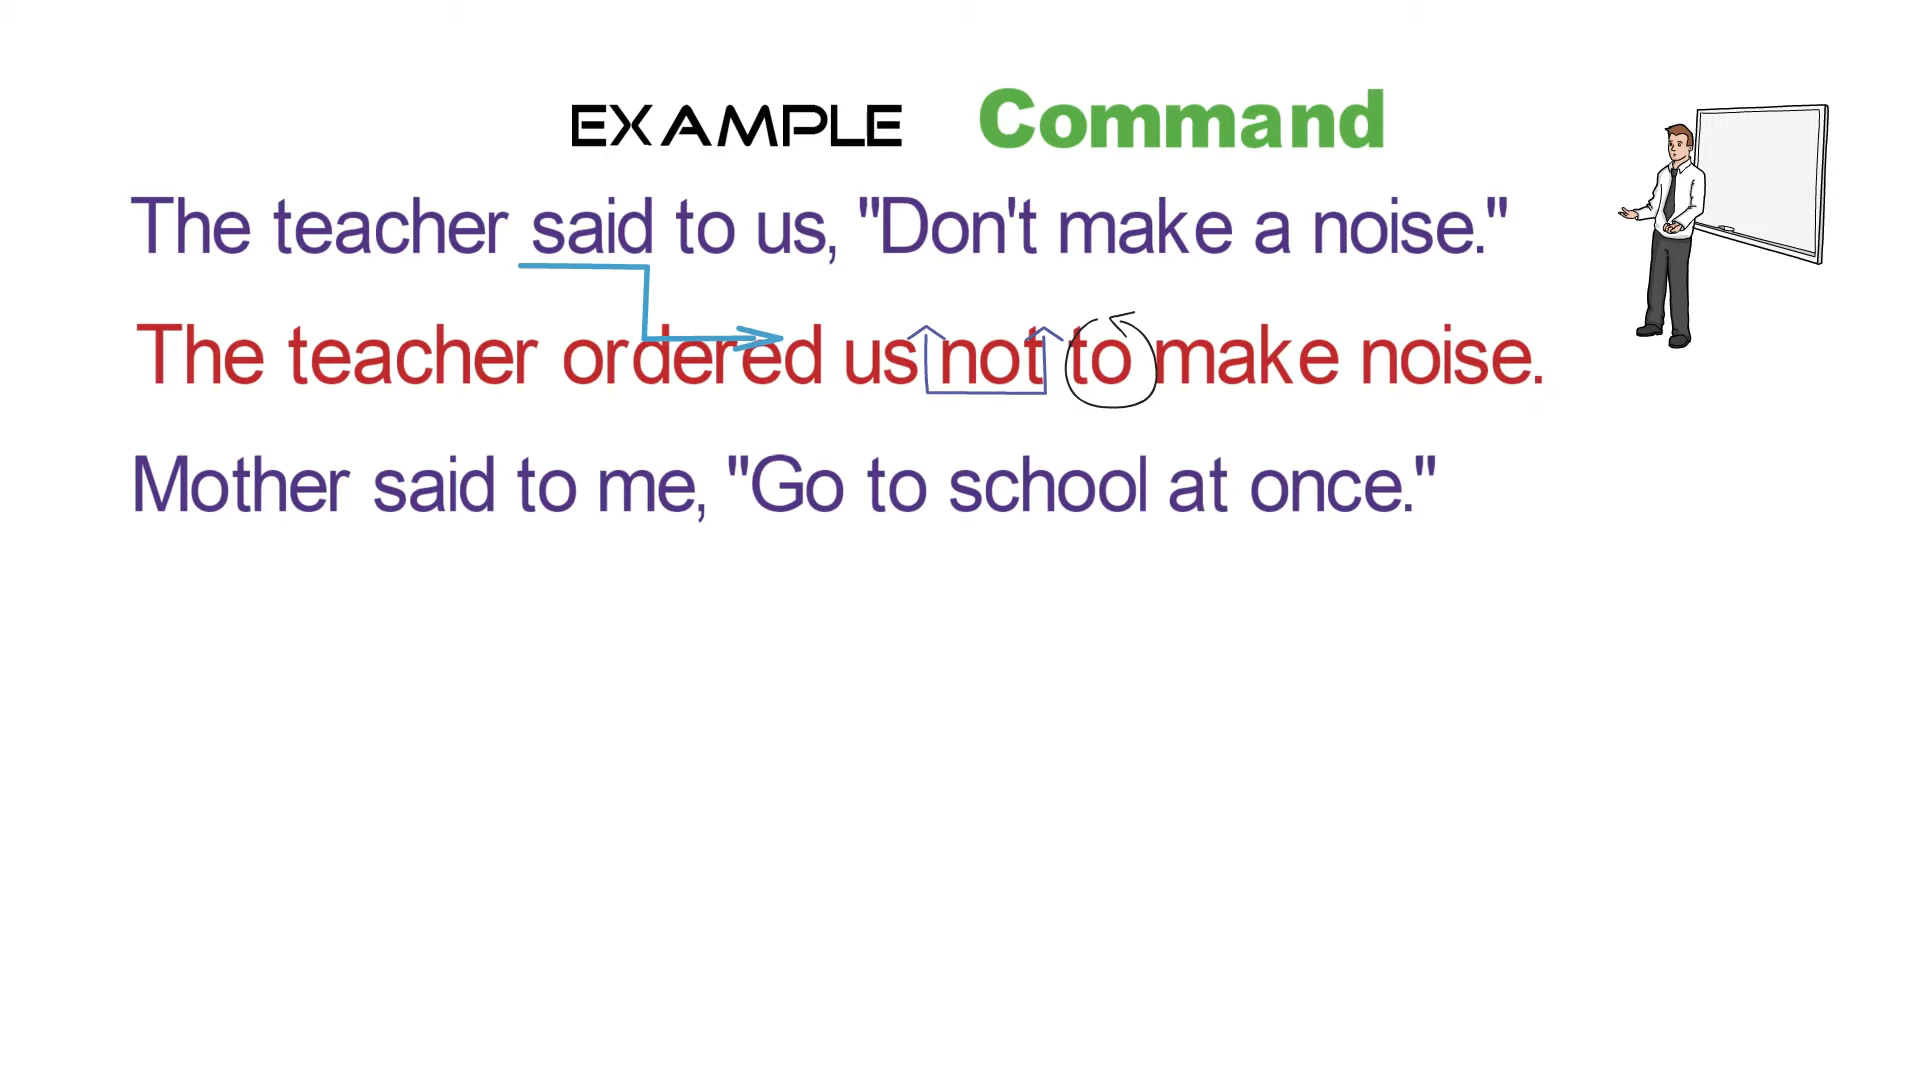 EXAMPLE Command
The teacher said to us, "Don't make a noise."
The teacher ordered us not to make noise.
Mother said to me, "Go to school at once."